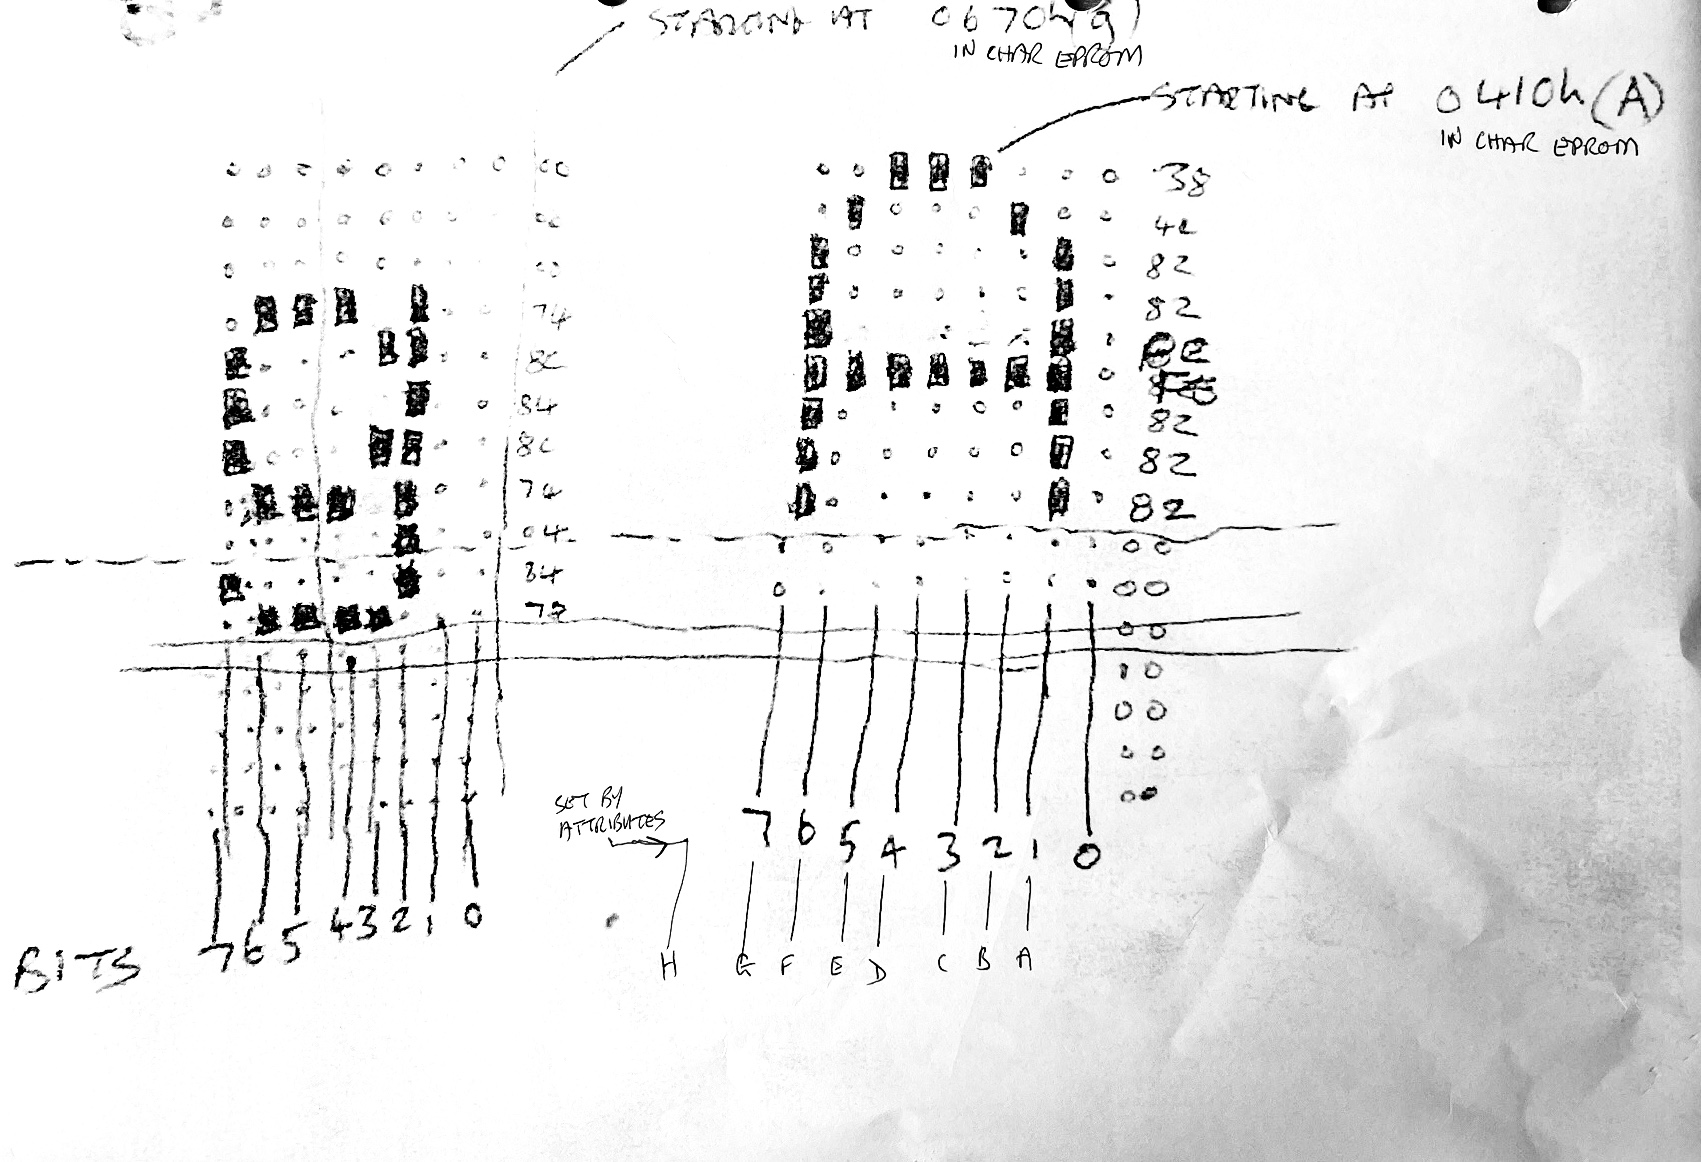 STARTING AT 0670h(g)
IN CHAR EPROM
STARTING AT 0410h(A)
IN CHAR EPROM
00
00
00
74
8C
84
8C
74
04
84
78
38
44
82
82
FE
82
82
82
00
00
00
10
00
00
00
SET BY
ATTRIBUTES
7 6 5 4 3 2 1 0
H G F E D C B A
BITS 7 6 5 4 3 2 1 0